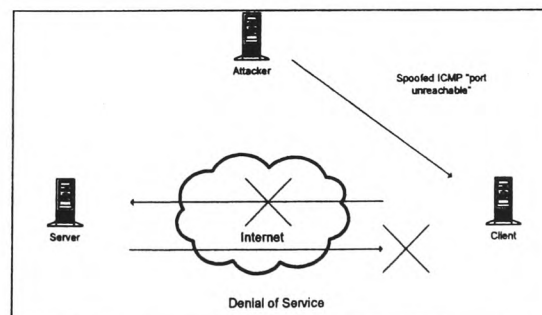 Attacker
Spoofed ICMP "port
unreachable"
Server
Internet
Client
Denial of Service